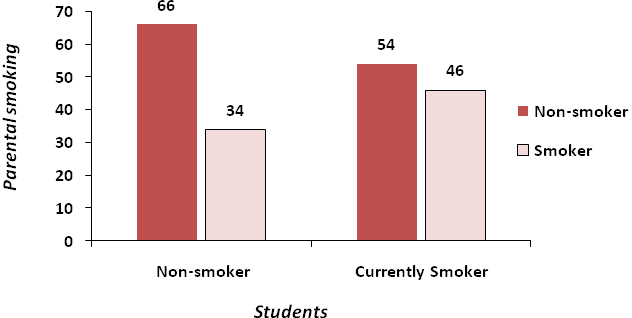 Parental smoking
70
60
50
40
30
20
10
0
66
34
54
46
Non-smoker
Currently Smoker
Students
Non-smoker
Smoker